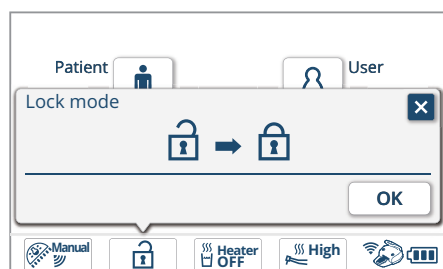 Patient
User
Lock mode
OK
Manual
Heater
OFF
High